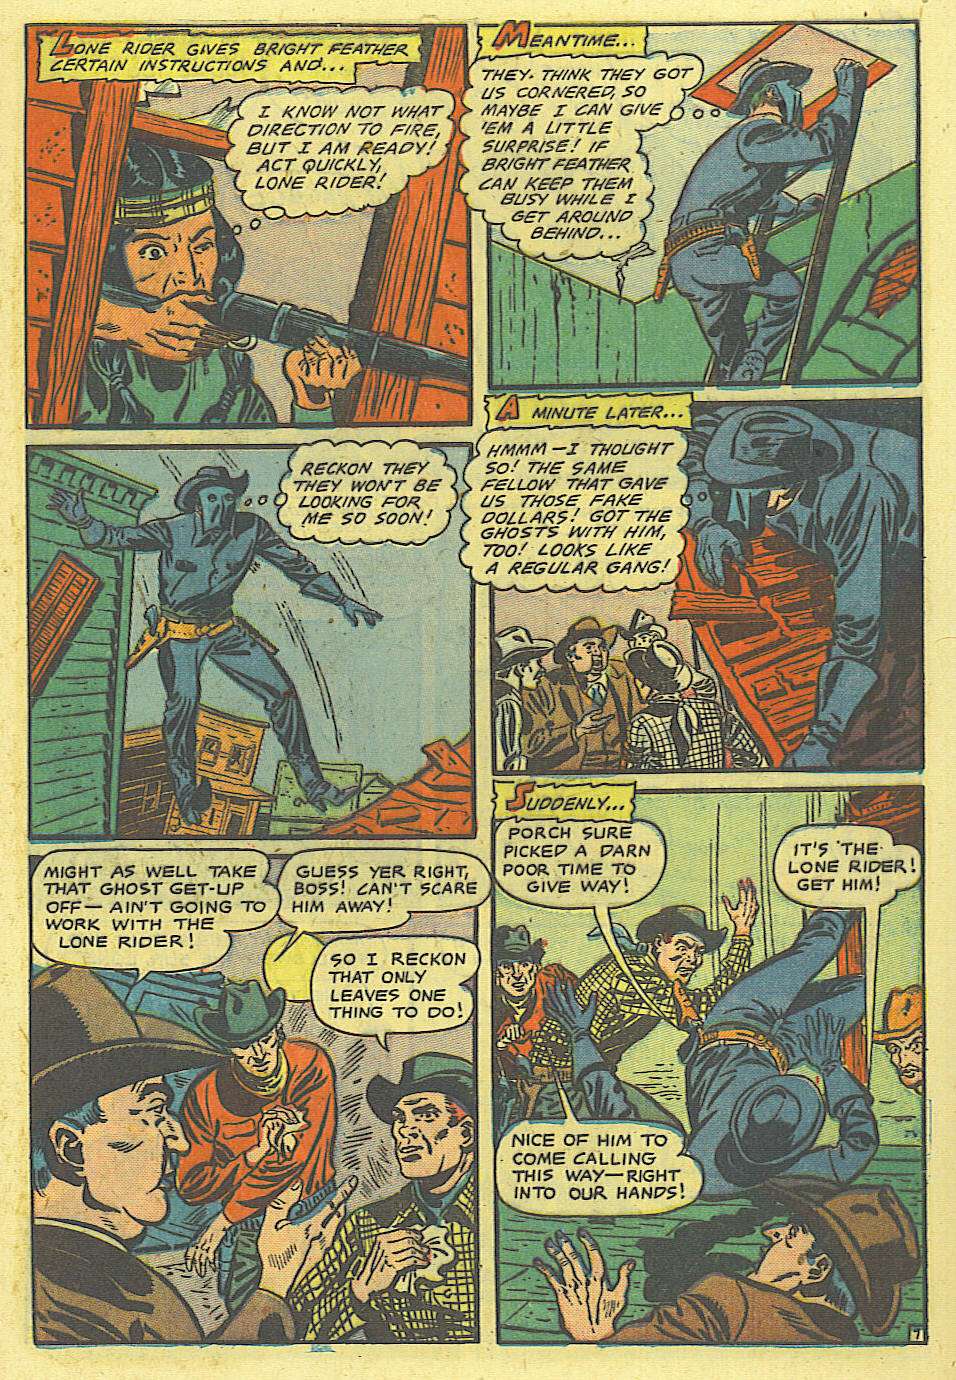 LONE RIDER GIVES BRIGHT FEATHER
CERTAIN INSTRUCTIONS AND...
I KNOW NOT WHAT
DIRECTION TO FIRE,
BUT I AM READY!
ACT QUICKLY,
LONE RIDER!
MEANTIME...
THEY THINK THEY GOT
US CORNERED, SO
MAYBE I CAN GIVE
'EM A LITTLE
SURPRISE! IF
BRIGHT FEATHER
CAN KEEP THEM
BUSY WHILE I
GET AROUND
BEHIND...
RECKON THEY
THEY WON'T BE
LOOKING FOR
ME SO SOON!
A MINUTE LATER...
HMMM—I THOUGHT
SO! THE SAME
FELLOW THAT GAVE
US THOSE FAKE
DOLLARS! GOT THE
GHOSTS WITH HIM,
TOO! LOOKS LIKE
A REGULAR GANG!
MIGHT AS WELL TAKE
THAT GHOST GET-UP
OFF—AIN'T GOING TO
WORK WITH THE
LONE RIDER!
GUESS YER RIGHT,
BOSS! CAN'T SCARE
HIM AWAY!
SO I RECKON
THAT ONLY
LEAVES ONE
THING TO DO!
SUDDENLY...
PORCH SURE
PICKED A DARN
POOR TIME TO
GIVE WAY!
IT'S THE
LONE RIDER!
GET HIM!
NICE OF HIM TO
COME CALLING
THIS WAY—RIGHT
INTO OUR HANDS!
7